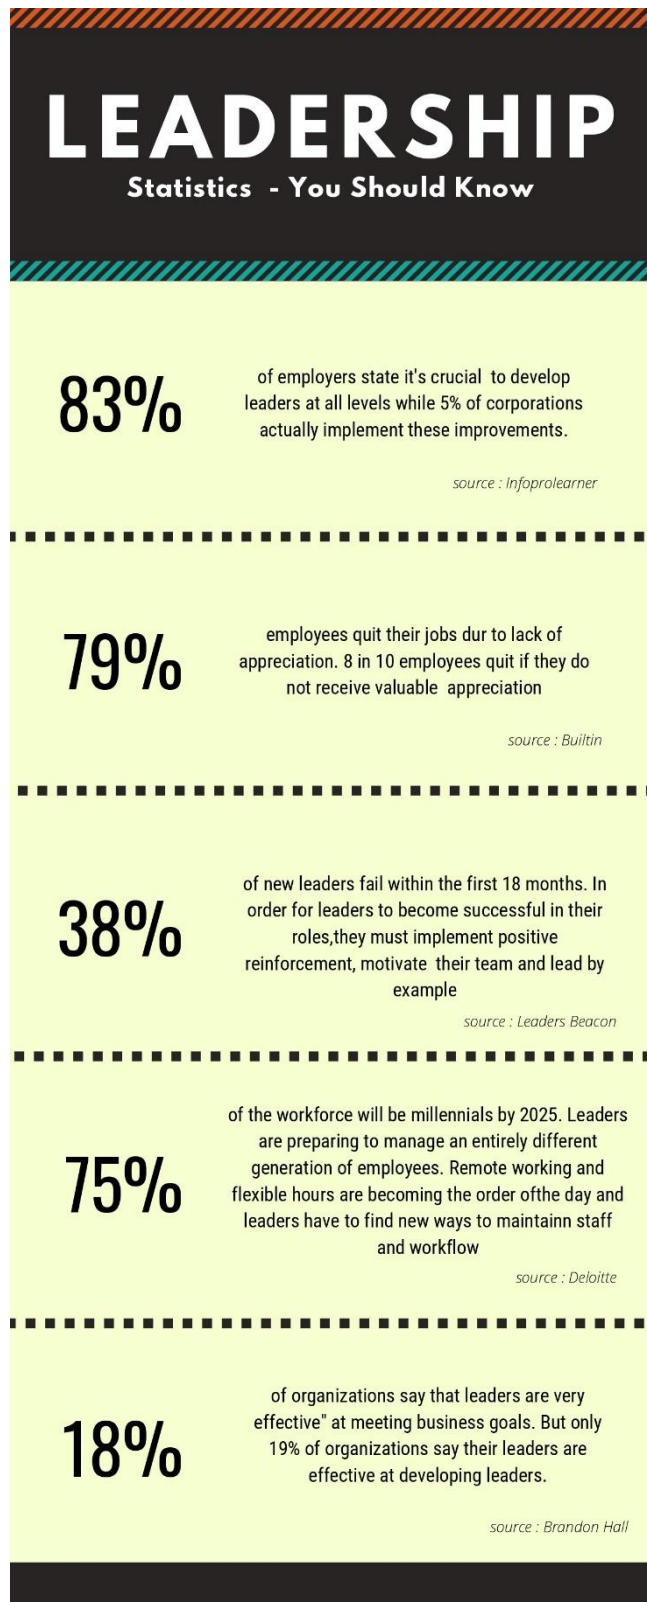 LEADERSHIP
Statistics - You Should Know
83%
of employers state it's crucial to develop
leaders at all levels while 5% of corporations
actually implement these improvements.
source : Infoprolearner
79%
employees quit their jobs dur to lack of
appreciation. 8 in 10 employees quit if they do
not receive valuable appreciation
source : Builtin
38%
of new leaders fail within the first 18 months. In
order for leaders to become successful in their
roles,they must implement positive
reinforcement, motivate their team and lead by
example
source : Leaders Beacon
75%
of the workforce will be millennials by 2025. Leaders
are preparing to manage an entirely different
generation of employees. Remote working and
flexible hours are becoming the order ofthe day and
leaders have to find new ways to maintainn staff
and workflow
source : Deloitte
18%
of organizations say that leaders are very
effective" at meeting business goals. But only
19% of organizations say their leaders are
effective at developing leaders.
source : Brandon Hall